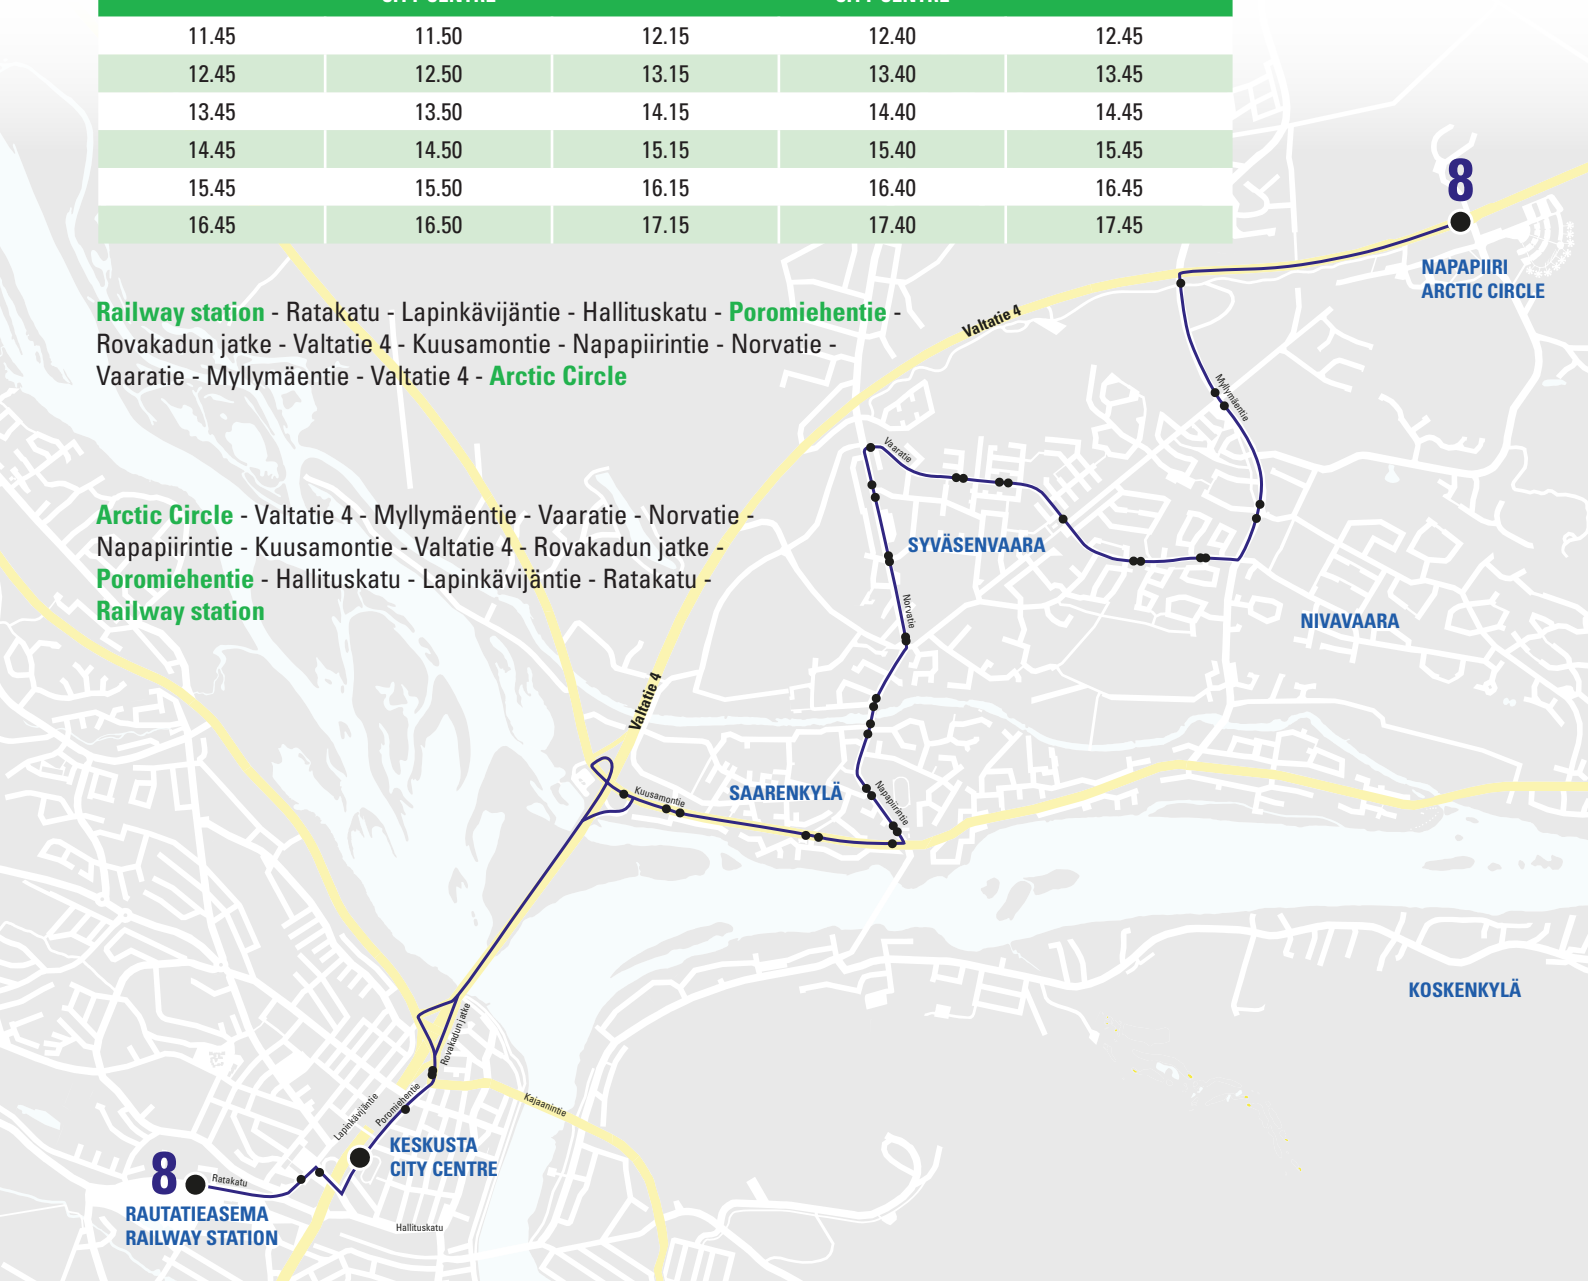 CITY CENTRE CITY CENTRE
11.45 11.50 12.15 12.40 12.45
12.45 12.50 13.15 13.40 13.45
13.45 13.50 14.15 14.40 14.45
14.45 14.50 15.15 15.40 15.45
15.45 15.50 16.15 16.40 16.45
16.45 16.50 17.15 17.40 17.45
8
NAPAPIIRI
ARCTIC CIRCLE
Railway station - Ratakatu - Lapinkävijäntie - Hallituskatu - Poromiehentie -
Rovakadun jatke - Valtatie 4 - Kuusamontie - Napapiirintie - Norvatie -
Vaaratie - Myllymäentie - Valtatie 4 - Arctic Circle
Valtatie 4
Myllymäentie
Vaaratie
Arctic Circle - Valtatie 4 - Myllymäentie - Vaaratie - Norvatie -
Napapiirintie - Kuusamontie - Valtatie 4 - Rovakadun jatke -
Poromiehentie - Hallituskatu - Lapinkävijäntie - Ratakatu -
Railway station
SYVÄSENVAARA
Norvatie
NIVAVAARA
Valtatie 4
SAARENKYLÄ
Kuusamontie
Napapiirintie
KOSKENKYLÄ
Rovakadun jatke
Poromiehentie
Lapinkävijäntie
Kajaanintie
KESKUSTA
CITY CENTRE
8
Ratakatu
RAUTATIEASEMA
RAILWAY STATION
Hallituskatu